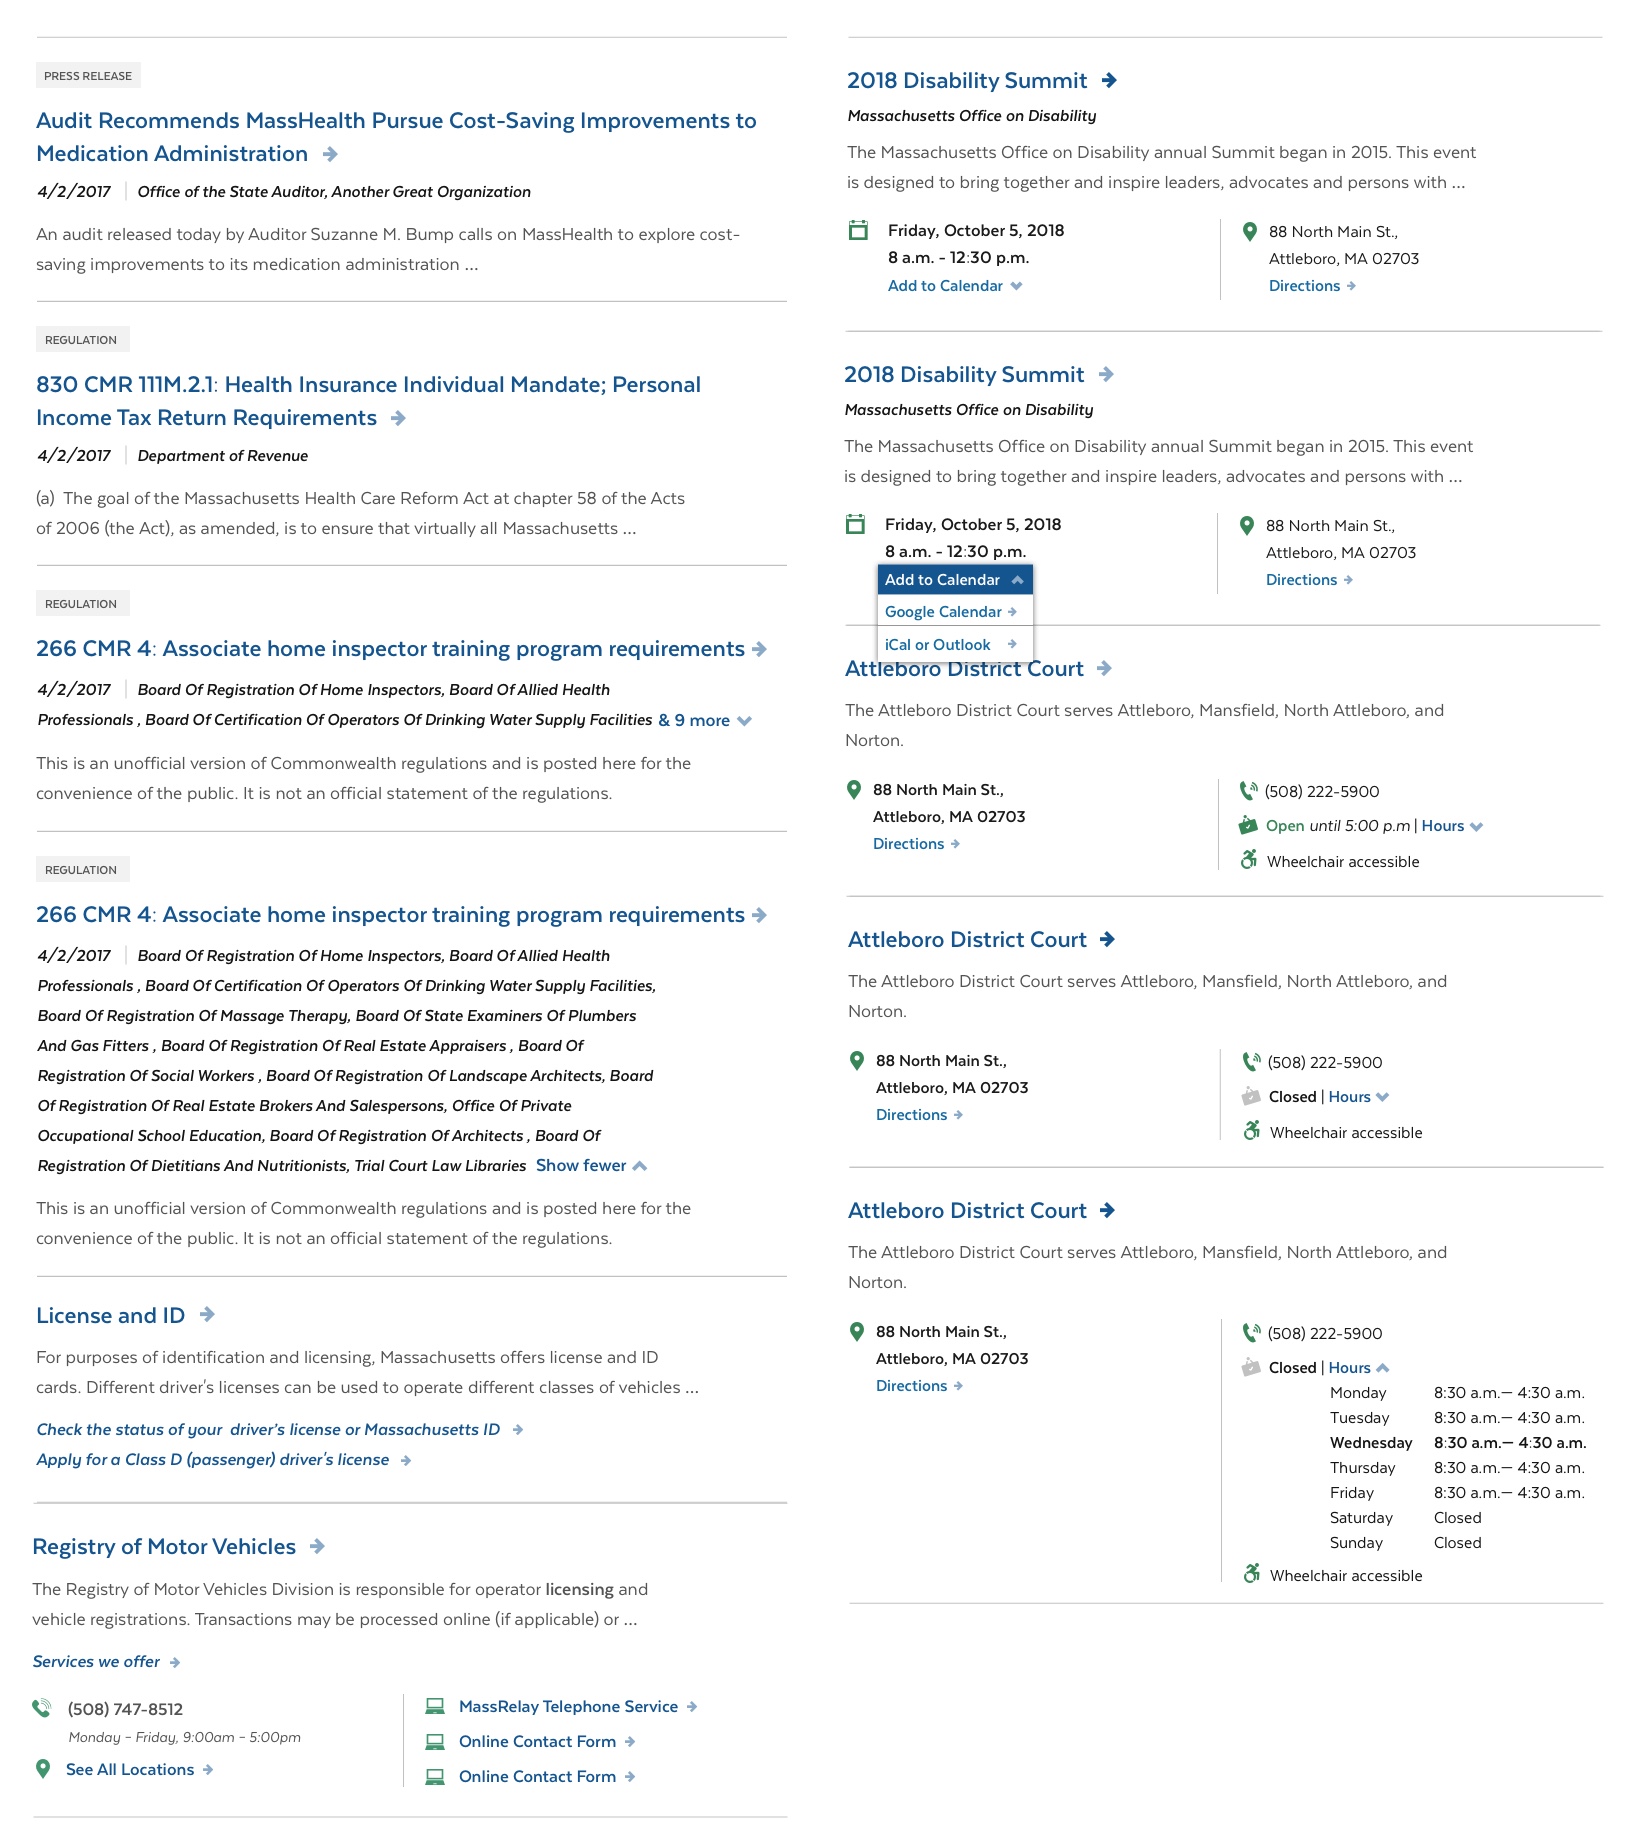 PRESS RELEASE
Audit Recommends MassHealth Pursue Cost-Saving Improvements to
Medication Administration
4/2/2017 Office of the State Auditor, Another Great Organization
An audit released today by Auditor Suzanne M. Bump calls on MassHealth to explore cost-
saving improvements to its medication administration ...
REGULATION
830 CMR 111M.2.1: Health Insurance Individual Mandate; Personal
Income Tax Return Requirements
4/2/2017 Department of Revenue
(a) The goal of the Massachusetts Health Care Reform Act at chapter 58 of the Acts
of 2006 (the Act), as amended, is to ensure that virtually all Massachusetts ...
REGULATION
266 CMR 4: Associate home inspector training program requirements
4/2/2017 Board Of Registration Of Home Inspectors, Board Of Allied Health
Professionals , Board Of Certification Of Operators Of Drinking Water Supply Facilities & 9 more
This is an unofficial version of Commonwealth regulations and is posted here for the
convenience of the public. It is not an official statement of the regulations.
REGULATION
266 CMR 4: Associate home inspector training program requirements
4/2/2017 Board Of Registration Of Home Inspectors, Board Of Allied Health
Professionals , Board Of Certification Of Operators Of Drinking Water Supply Facilities,
Board Of Registration Of Massage Therapy, Board Of State Examiners Of Plumbers
And Gas Fitters , Board Of Registration Of Real Estate Appraisers , Board Of
Registration Of Social Workers , Board Of Registration Of Landscape Architects, Board
Of Registration Of Real Estate Brokers And Salespersons, Office Of Private
Occupational School Education, Board Of Registration Of Architects , Board Of
Registration Of Dietitians And Nutritionists, Trial Court Law Libraries Show fewer
This is an unofficial version of Commonwealth regulations and is posted here for the
convenience of the public. It is not an official statement of the regulations.
License and ID
For purposes of identification and licensing, Massachusetts offers license and ID
cards. Different driver's licenses can be used to operate different classes of vehicles ...
Check the status of your driver's license or Massachusetts ID
Apply for a Class D (passenger) driver's license
Registry of Motor Vehicles
The Registry of Motor Vehicles Division is responsible for operator licensing and
vehicle registrations. Transactions may be processed online (if applicable) or ...
Services we offer
(508) 747-8512
Monday – Friday, 9:00am – 5:00pm
See All Locations
MassRelay Telephone Service
Online Contact Form
Online Contact Form
2018 Disability Summit
Massachusetts Office on Disability
The Massachusetts Office on Disability annual Summit began in 2015. This event
is designed to bring together and inspire leaders, advocates and persons with ...
Friday, October 5, 2018
8 a.m. - 12:30 p.m.
Add to Calendar
88 North Main St.,
Attleboro, MA 02703
Directions
2018 Disability Summit
Massachusetts Office on Disability
The Massachusetts Office on Disability annual Summit began in 2015. This event
is designed to bring together and inspire leaders, advocates and persons with ...
Friday, October 5, 2018
8 a.m. - 12:30 p.m.
Add to Calendar
Google Calendar
iCal or Outlook
88 North Main St.,
Attleboro, MA 02703
Directions
Attleboro District Court
The Attleboro District Court serves Attleboro, Mansfield, North Attleboro, and
Norton.
88 North Main St.,
Attleboro, MA 02703
Directions
(508) 222-5900
Open until 5:00 p.m | Hours
Wheelchair accessible
Attleboro District Court
The Attleboro District Court serves Attleboro, Mansfield, North Attleboro, and
Norton.
88 North Main St.,
Attleboro, MA 02703
Directions
(508) 222-5900
Closed | Hours
Wheelchair accessible
Attleboro District Court
The Attleboro District Court serves Attleboro, Mansfield, North Attleboro, and
Norton.
88 North Main St.,
Attleboro, MA 02703
Directions
(508) 222-5900
Closed | Hours
Monday 8:30 a.m.— 4:30 a.m.
Tuesday 8:30 a.m.— 4:30 a.m.
Wednesday 8:30 a.m.— 4:30 a.m.
Thursday 8:30 a.m.— 4:30 a.m.
Friday 8:30 a.m.— 4:30 a.m.
Saturday Closed
Sunday Closed
Wheelchair accessible